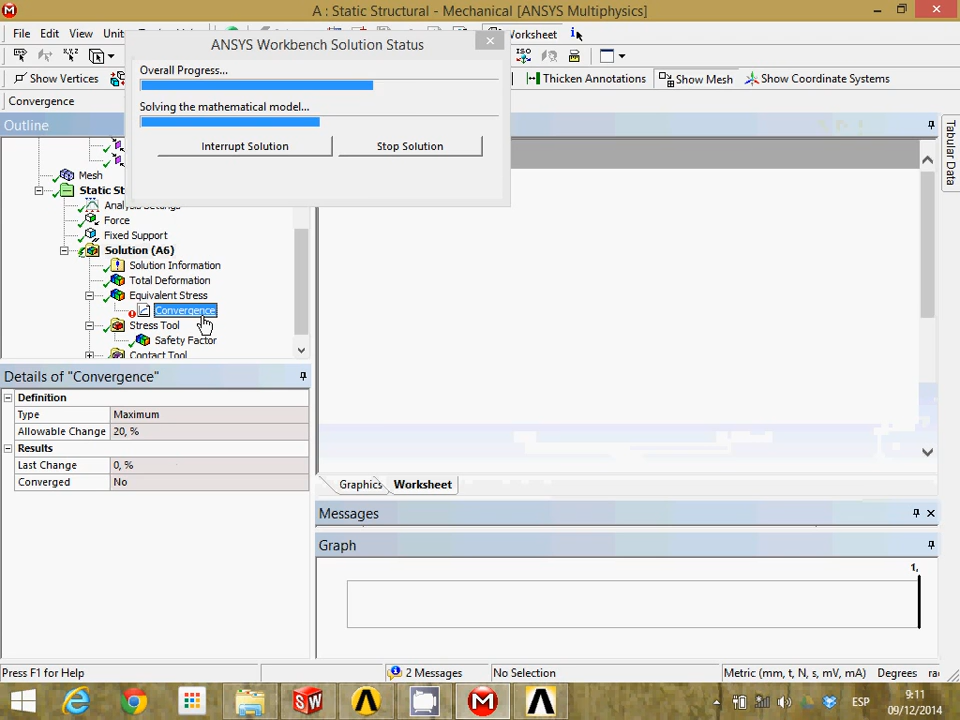 A : Static Structural - Mechanical [ANSYS Multiphysics]
File Edit View Unit
Worksheet
ANSYS Workbench Solution Status
Overall Progress...
Solving the mathematical model...
Interrupt Solution Stop Solution
ISO
Show Vertices
Thicken Annotations Show Mesh Show Coordinate Systems
Convergence
Outline
Tabular Data
Mesh
Static St
Analysis Settings
Force
Fixed Support
Solution (A6)
Solution Information
Total Deformation
Equivalent Stress
Convergence
Stress Tool
Safety Factor
Contact Tool
Details of "Convergence"
Definition
Type Maximum
Allowable Change 20, %
Results
Last Change 0, %
Converged No
Graphics Worksheet
Messages
Graph
1,
Press F1 for Help
2 Messages No Selection Metric (mm, t, N, s, mV, mA) Degrees ra
ESP
9:11
09/12/2014